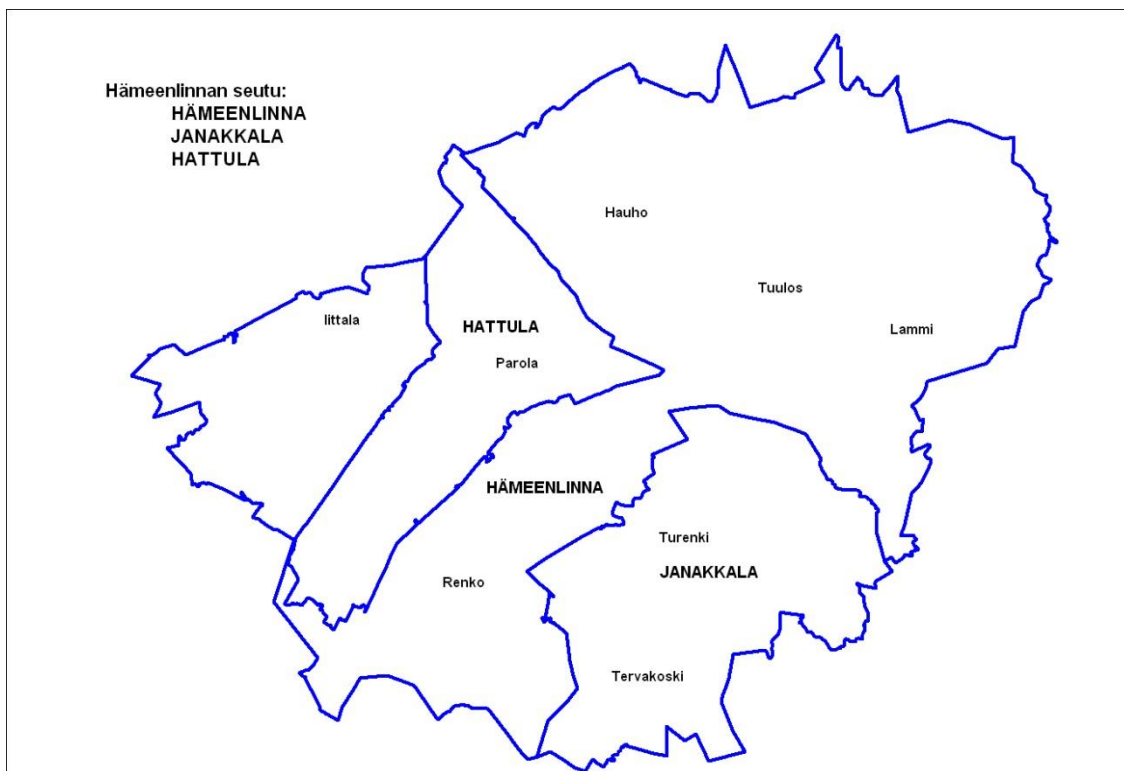 Hämeenlinnan seutu:
HÄMEENLINNA
JANAKKALA
HATTULA
Hauho
Tuulos
Iittala
HATTULA
Lammi
Parola
HÄMEENLINNA
Turenki
JANAKKALA
Renko
Tervakoski